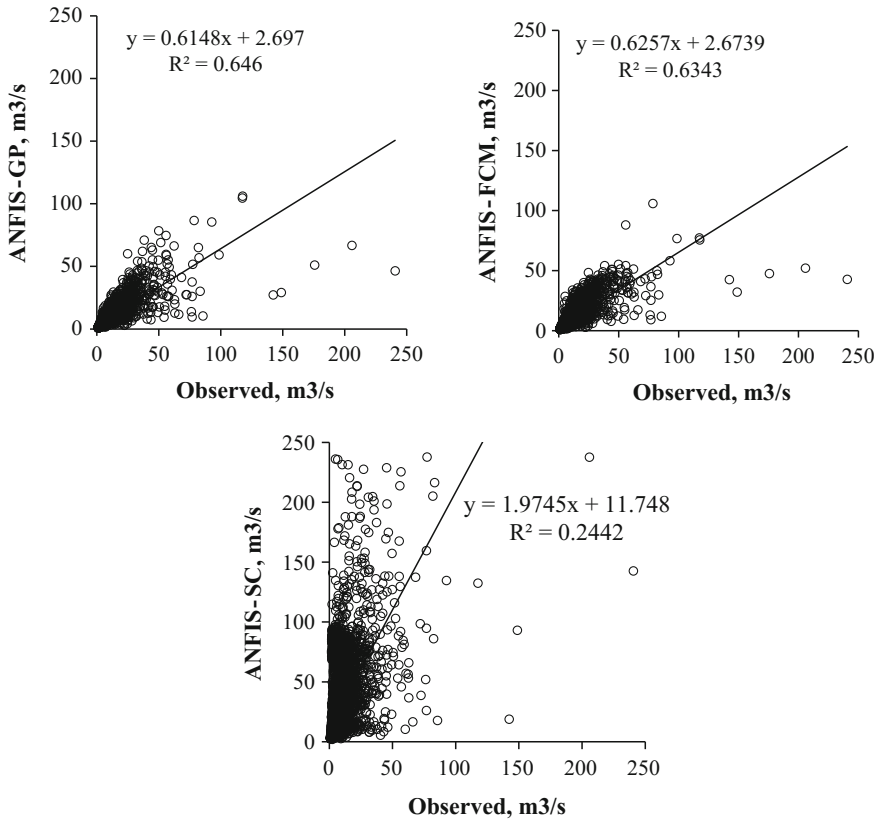 y = 0.6148x + 2.697
R² = 0.646
250
200
150
100
50
0
ANFIS-GP, m3/s
0 50 100 150 200 250
Observed, m3/s
y = 0.6257x + 2.6739
R² = 0.6343
250
200
150
100
50
0
ANFIS-FCM, m3/s
0 50 100 150 200 250
Observed, m3/s
y = 1.9745x + 11.748
R² = 0.2442
250
200
150
100
50
0
ANFIS-SC, m3/s
0 50 100 150 200 250
Observed, m3/s